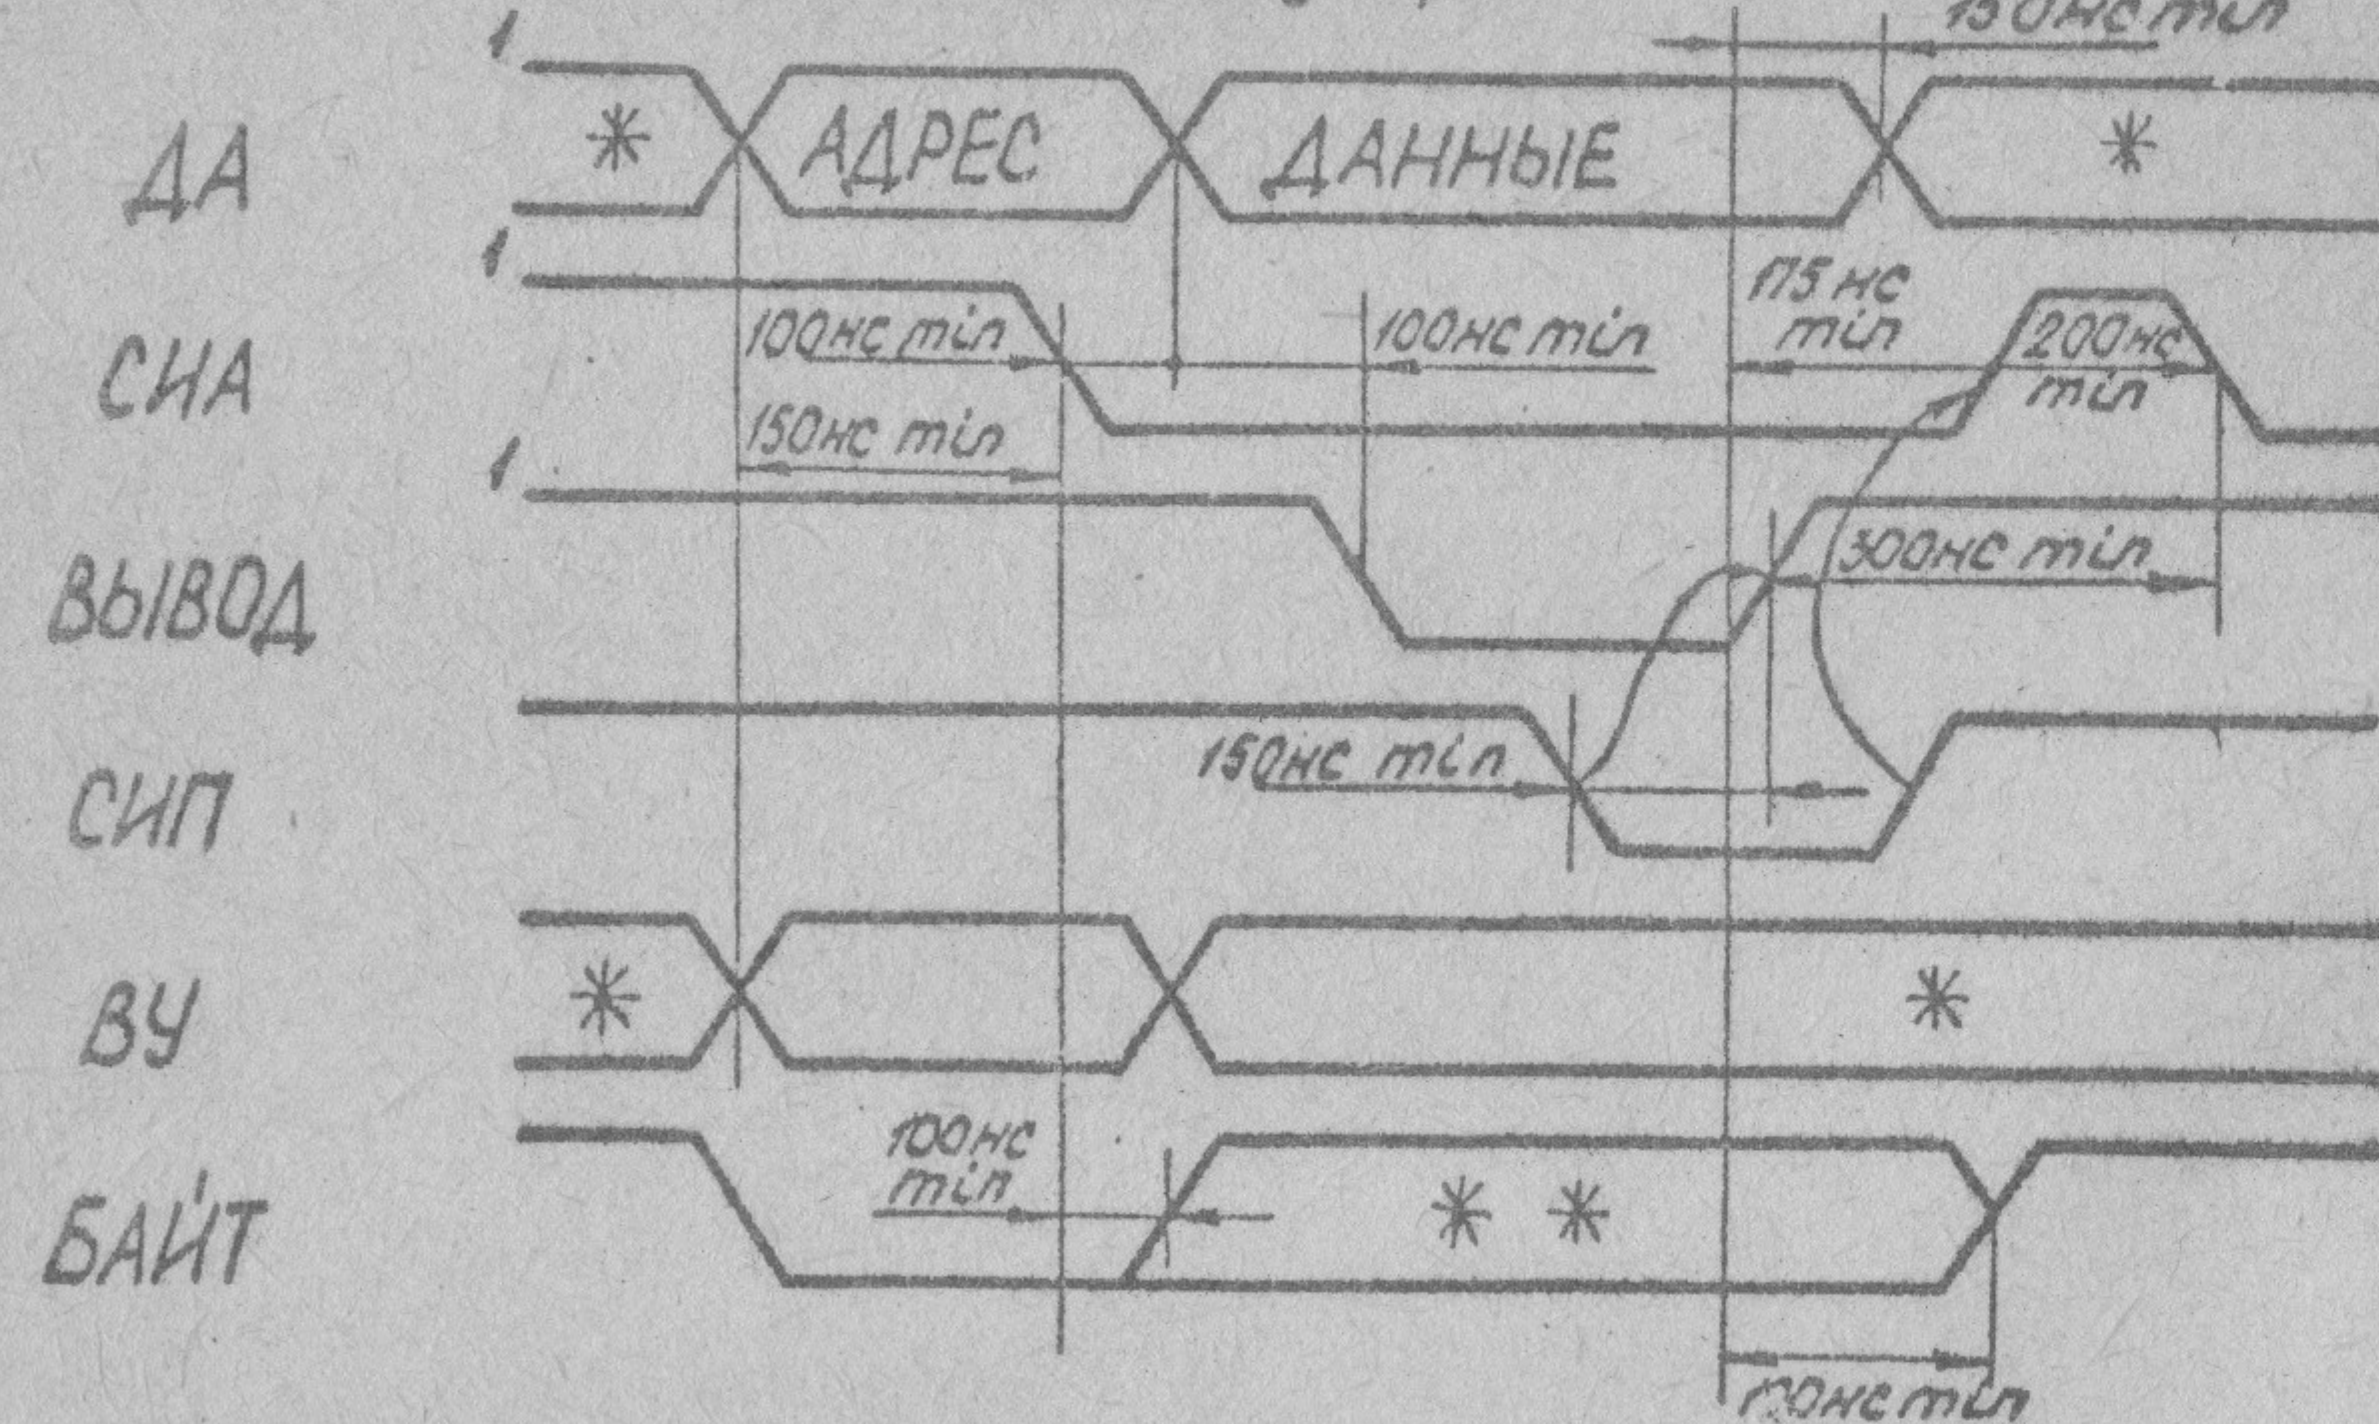 1
150нс min
ДА
* АДРЕС ДАННЫЕ *
1
СИА
100нс min
100нс min
175 нс
min
200нс
min
150нс min
1
ВЫВОД
300нс min
СИП
150нс min
ВУ
* *
100нс
min
БАЙТ
* *
нс min